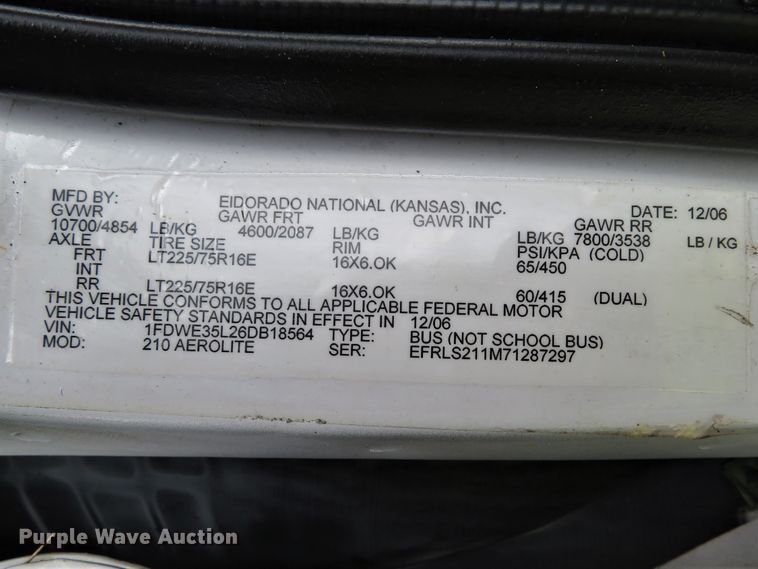 MFD BY: EIDORADO NATIONAL (KANSAS), INC. DATE: 12/06
GVWR GAWR FRT GAWR INT GAWR RR
10700/4854 LB/KG 4600/2087 LB/KG LB/KG 7800/3538 LB / KG
AXLE TIRE SIZE RIM PSI/KPA (COLD)
FRT LT225/75R16E 16X6.OK 65/450
INT
RR LT225/75R16E 16X6.OK 60/415 (DUAL)
THIS VEHICLE CONFORMS TO ALL APPLICABLE FEDERAL MOTOR
VEHICLE SAFETY STANDARDS IN EFFECT IN 12/06
VIN: 1FDWE35L26DB18564 TYPE: BUS (NOT SCHOOL BUS)
MOD: 210 AEROLITE SER: EFRLS211M71287297
Purple Wave Auction